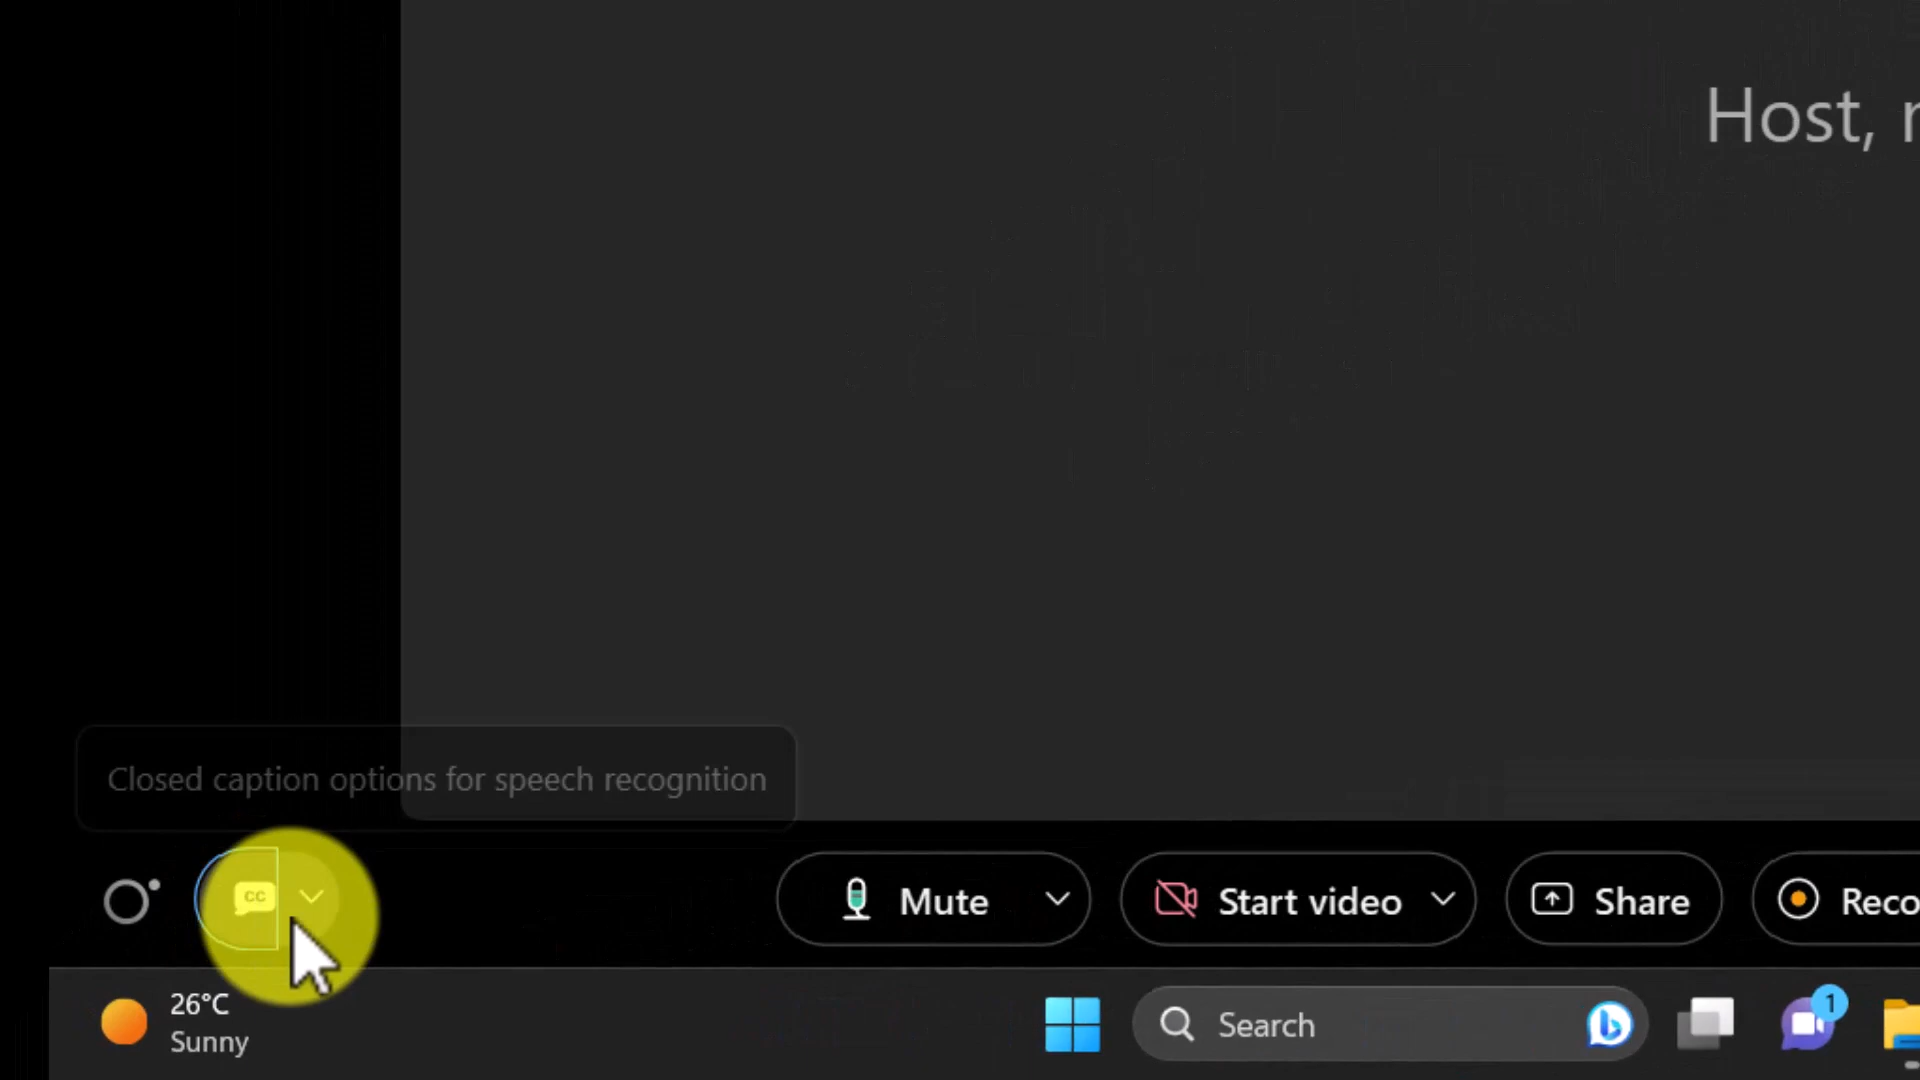 Host,
Closed caption options for speech recognition
CC
Mute
Start video
Share
Reco
26°C
Sunny
Search
1